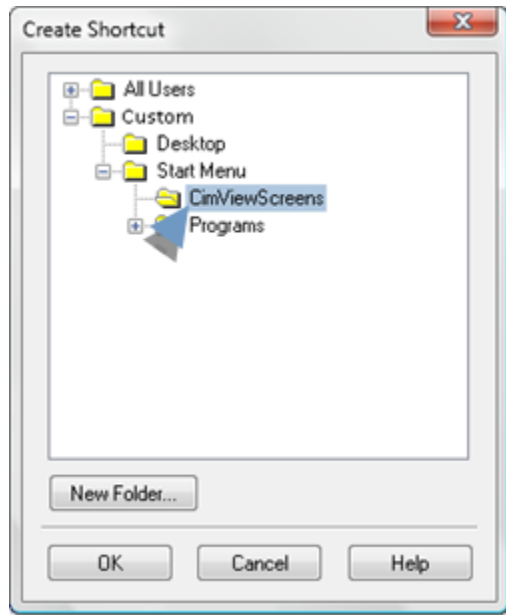 Create Shortcut
All Users
Custom
Desktop
Start Menu
CimViewScreens
Programs
New Folder...
OK Cancel Help